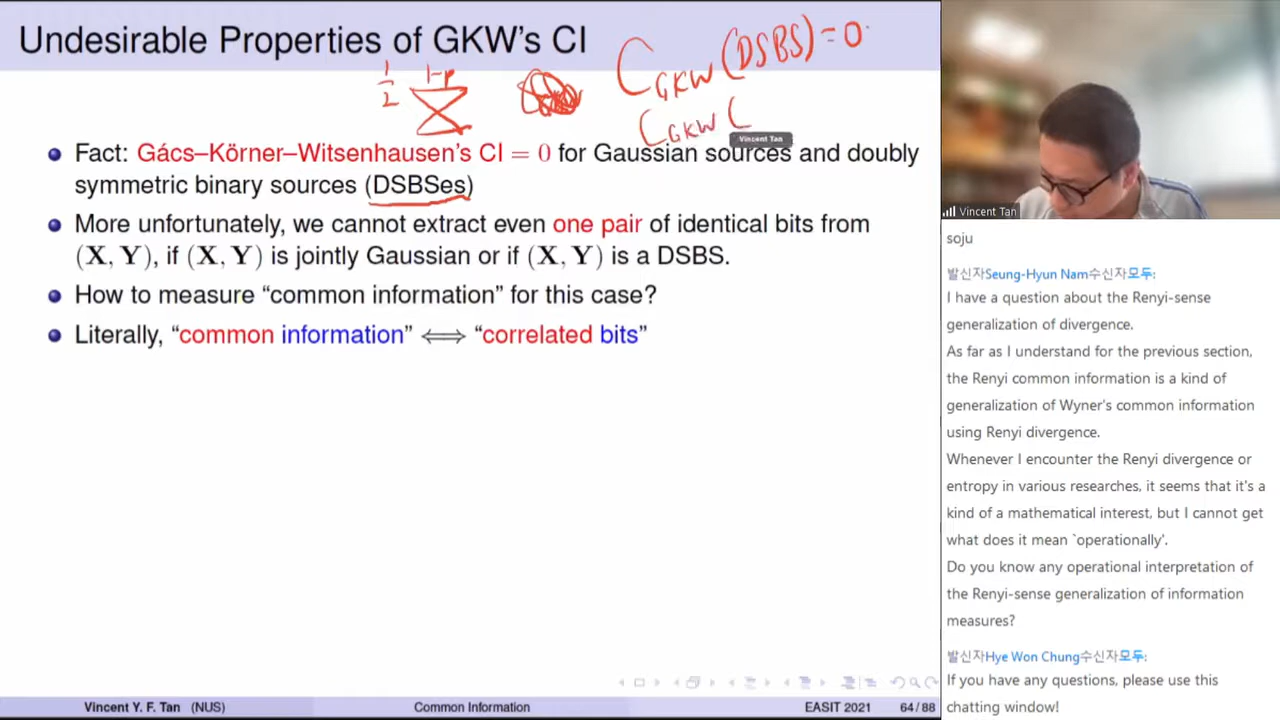 Undesirable Properties of GKW's CI
C_GKW (DSBS) = 0.
1/2
1-p
C_GKW (
Vincent Tan
Fact: Gács–Körner–Witsenhausen's CI = 0 for Gaussian sources and doubly
symmetric binary sources (DSBSes)
More unfortunately, we cannot extract even one pair of identical bits from
(X, Y), if (X, Y) is jointly Gaussian or if (X, Y) is a DSBS.
How to measure “common information” for this case?
Literally, “common information” ⟺ “correlated bits”
Vincent Y. F. Tan (NUS)
Common Information
EASIT 2021
64 / 88
Vincent Tan
soju
발신자Seung-Hyun Nam수신자모두:
I have a question about the Renyi-sense
generalization of divergence.
As far as I understand for the previous section,
the Renyi common information is a kind of
generalization of Wyner's common information
using Renyi divergence.
Whenever I encounter the Renyi divergence or
entropy in various researches, it seems that it's a
kind of a mathematical interest, but I cannot get
what does it mean `operationally'.
Do you know any operational interpretation of
the Renyi-sense generalization of information
measures?
발신자Hye Won Chung수신자모두:
If you have any questions, please use this
chatting window!